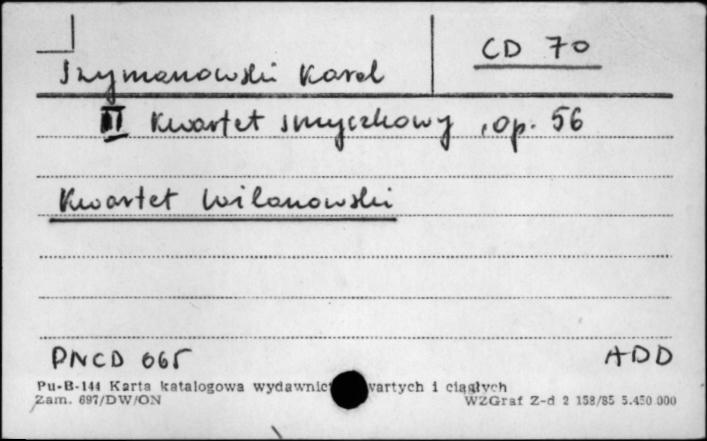 CD 70
Szymanowski Karol
II Kwartet smyczkowy, op. 56
Kwartet Wilanowski
PNCD 065 ADD
Pu-B-144 Karta katalogowa wydawnic wartych i ciągłych
Zam. 697/DW/ON WZGraf Z-d 2 158/85 5.450.000